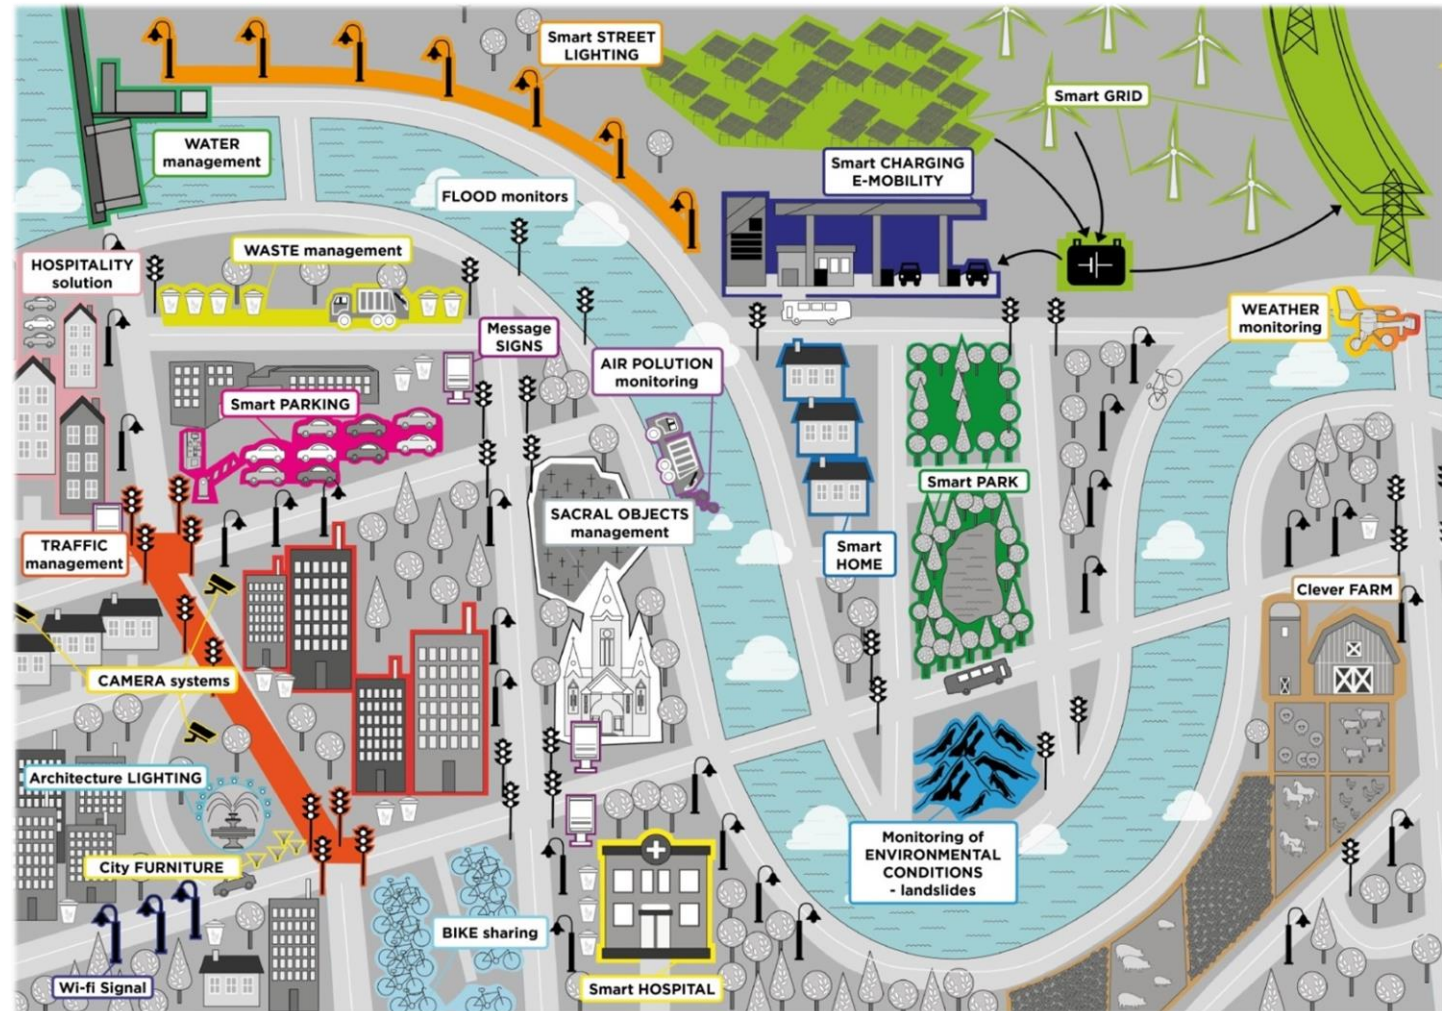 Smart STREET
LIGHTING
Smart GRID
WATER
management
Smart CHARGING
E-MOBILITY
FLOOD monitors
WASTE management
HOSPITALITY
solution
WEATHER
monitoring
Message
SIGNS
AIR POLUTION
monitoring
Smart PARKING
Smart PARK
SACRAL OBJECTS
management
TRAFFIC
management
Smart
HOME
Clever FARM
CAMERA systems
Architecture LIGHTING
Monitoring of
ENVIRONMENTAL
CONDITIONS
- landslides
City FURNITURE
BIKE sharing
Wi-fi Signal
Smart HOSPITAL